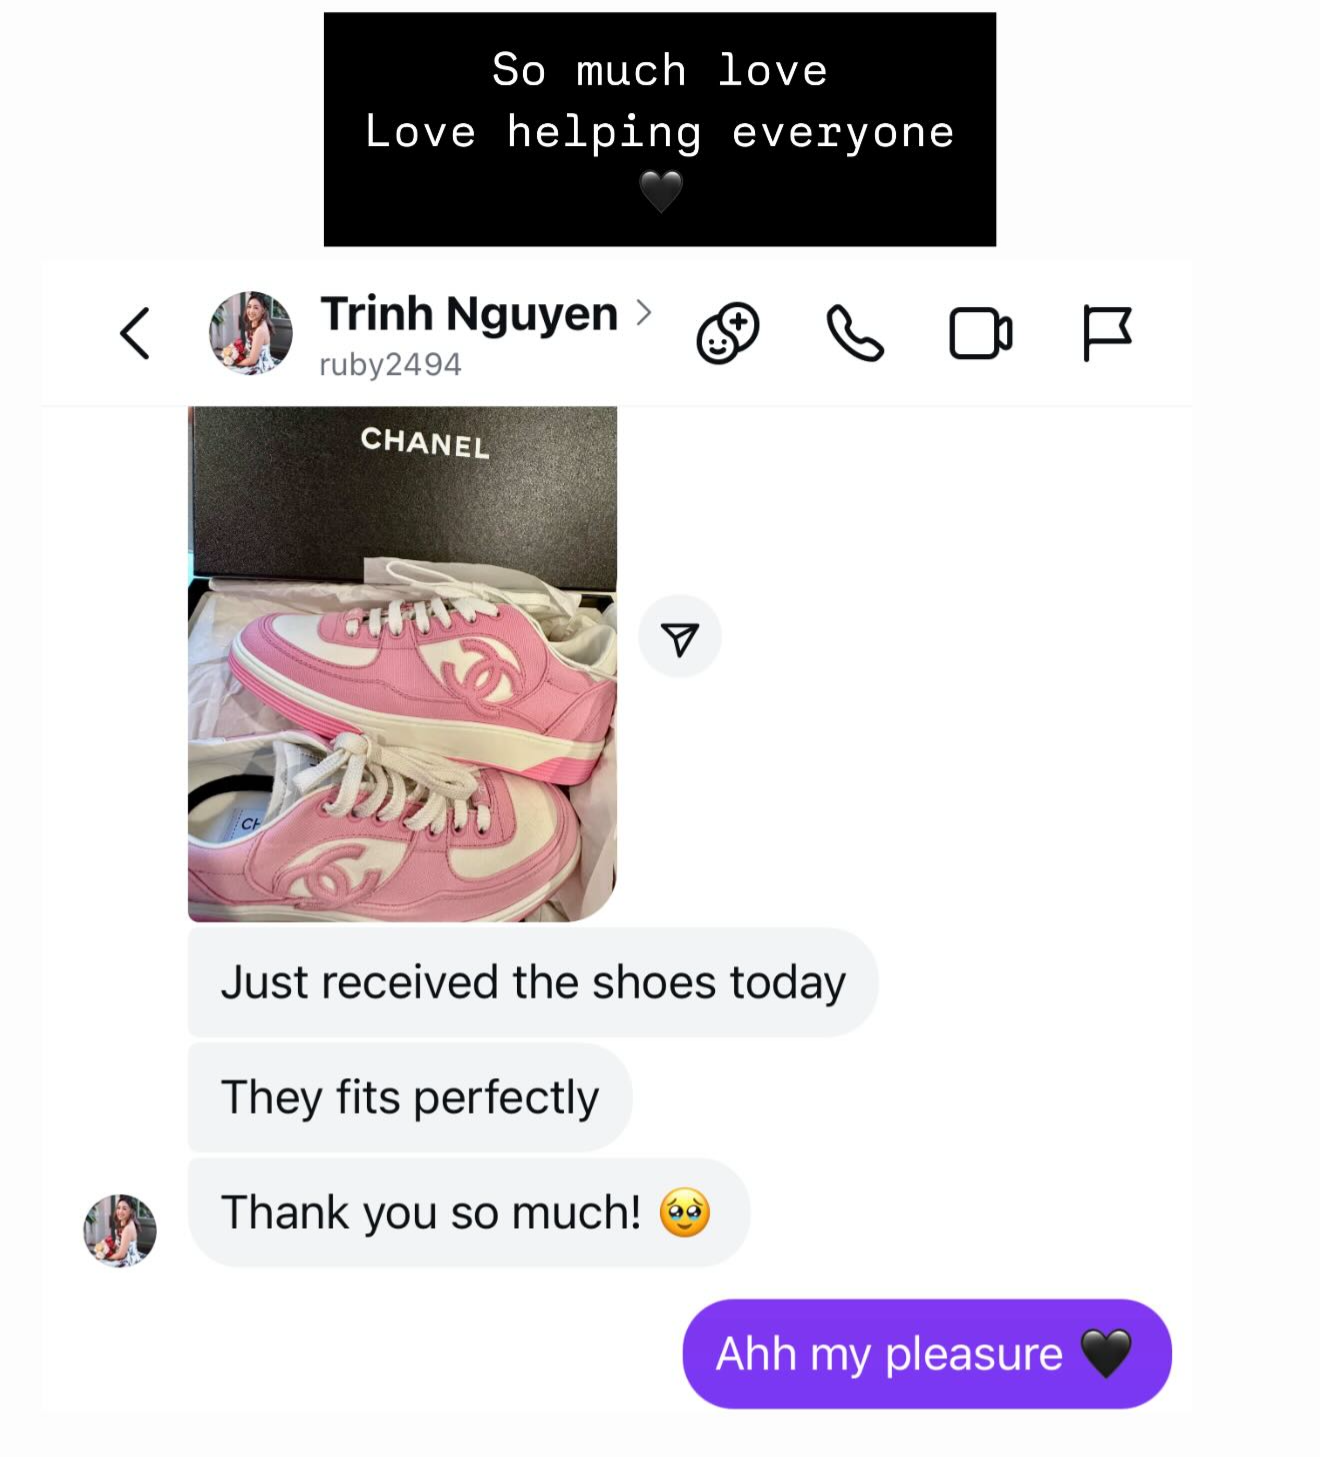 So much love
Love helping everyone
🖤
Trinh Nguyen
ruby2494
CHANEL
CH
Just received the shoes today
They fits perfectly
Thank you so much! 🥹
Ahh my pleasure 🖤